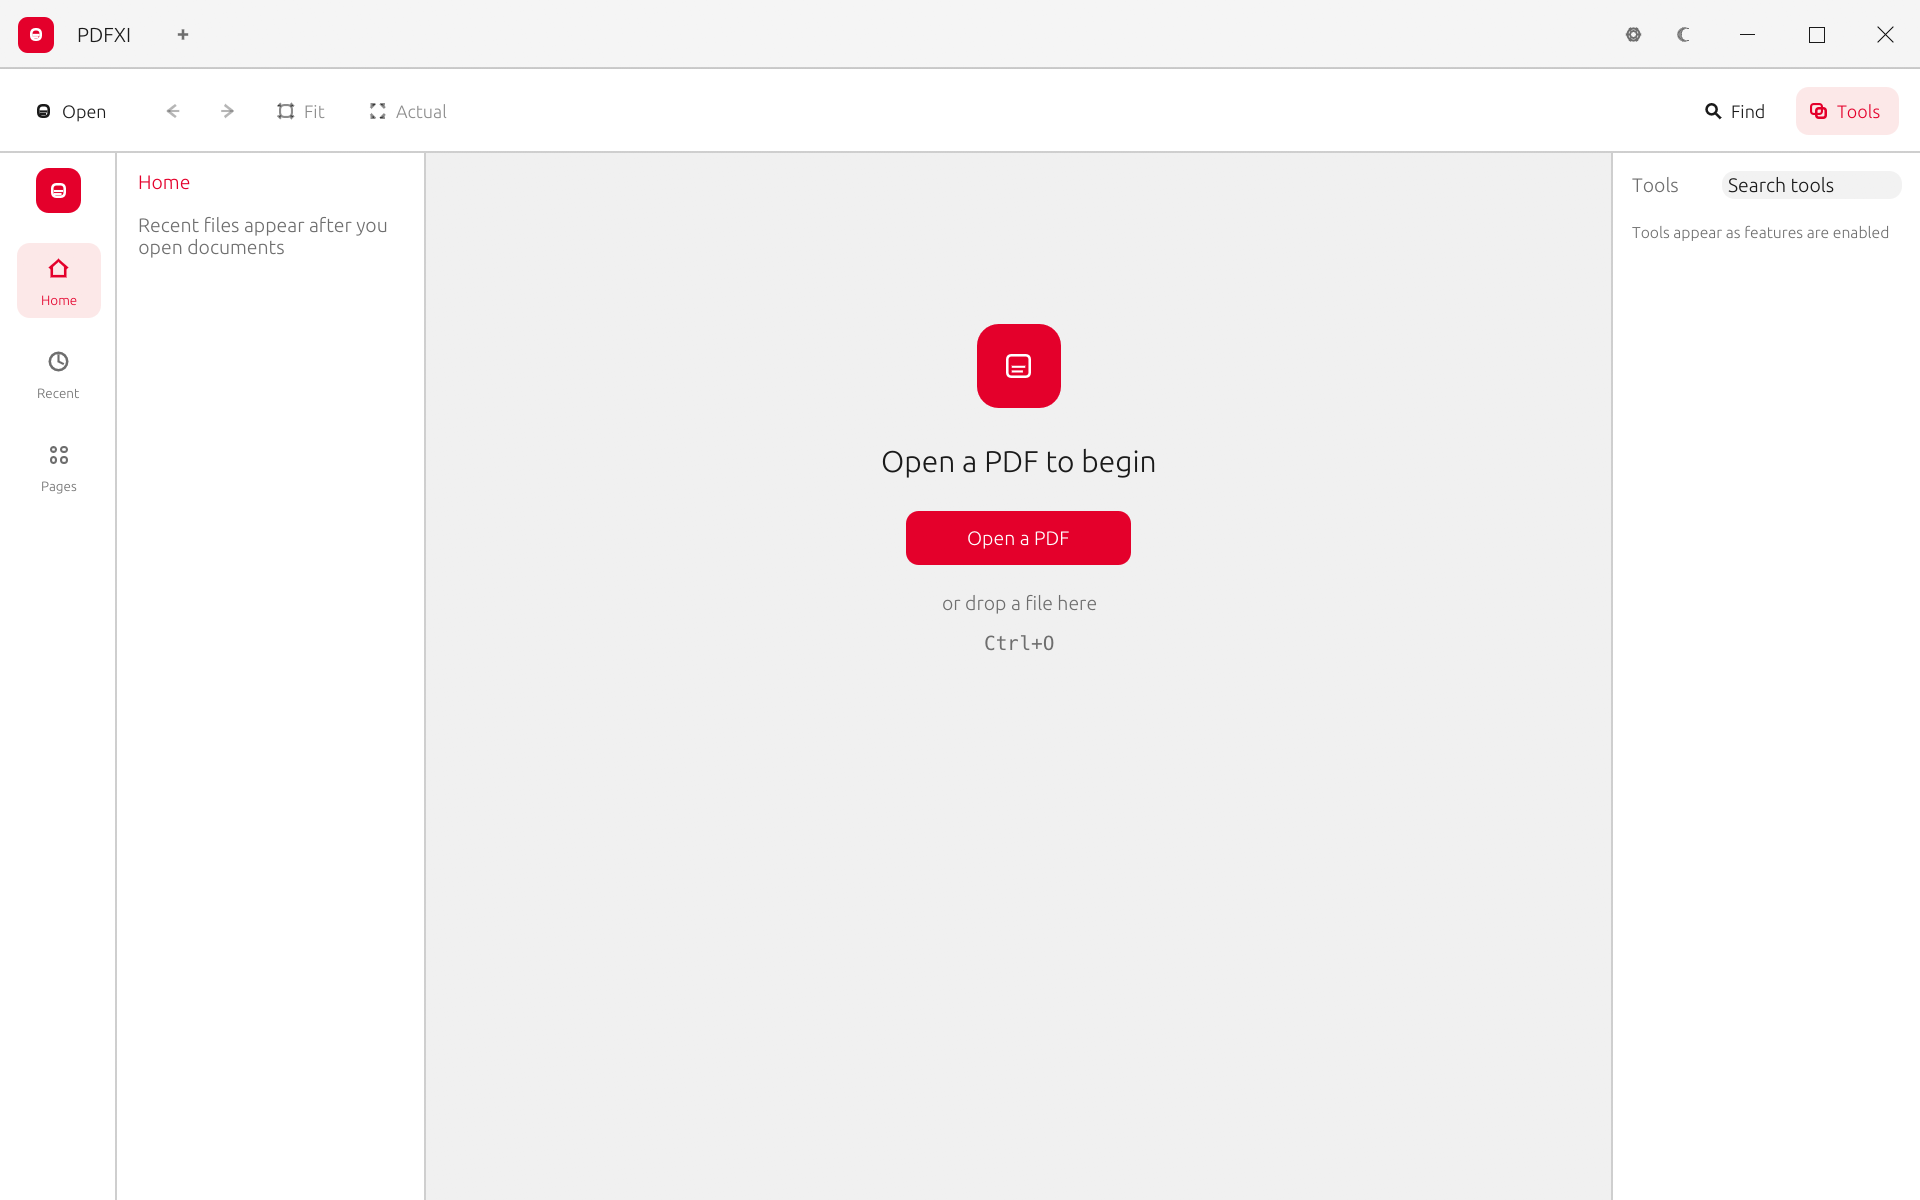 PDFXI
Open
Fit
Actual
Find
Tools
Home
Recent
Pages
Home
Recent files appear after you
open documents
Open a PDF to begin
Open a PDF
or drop a file here
Ctrl+O
Tools
Search tools
Tools appear as features are enabled